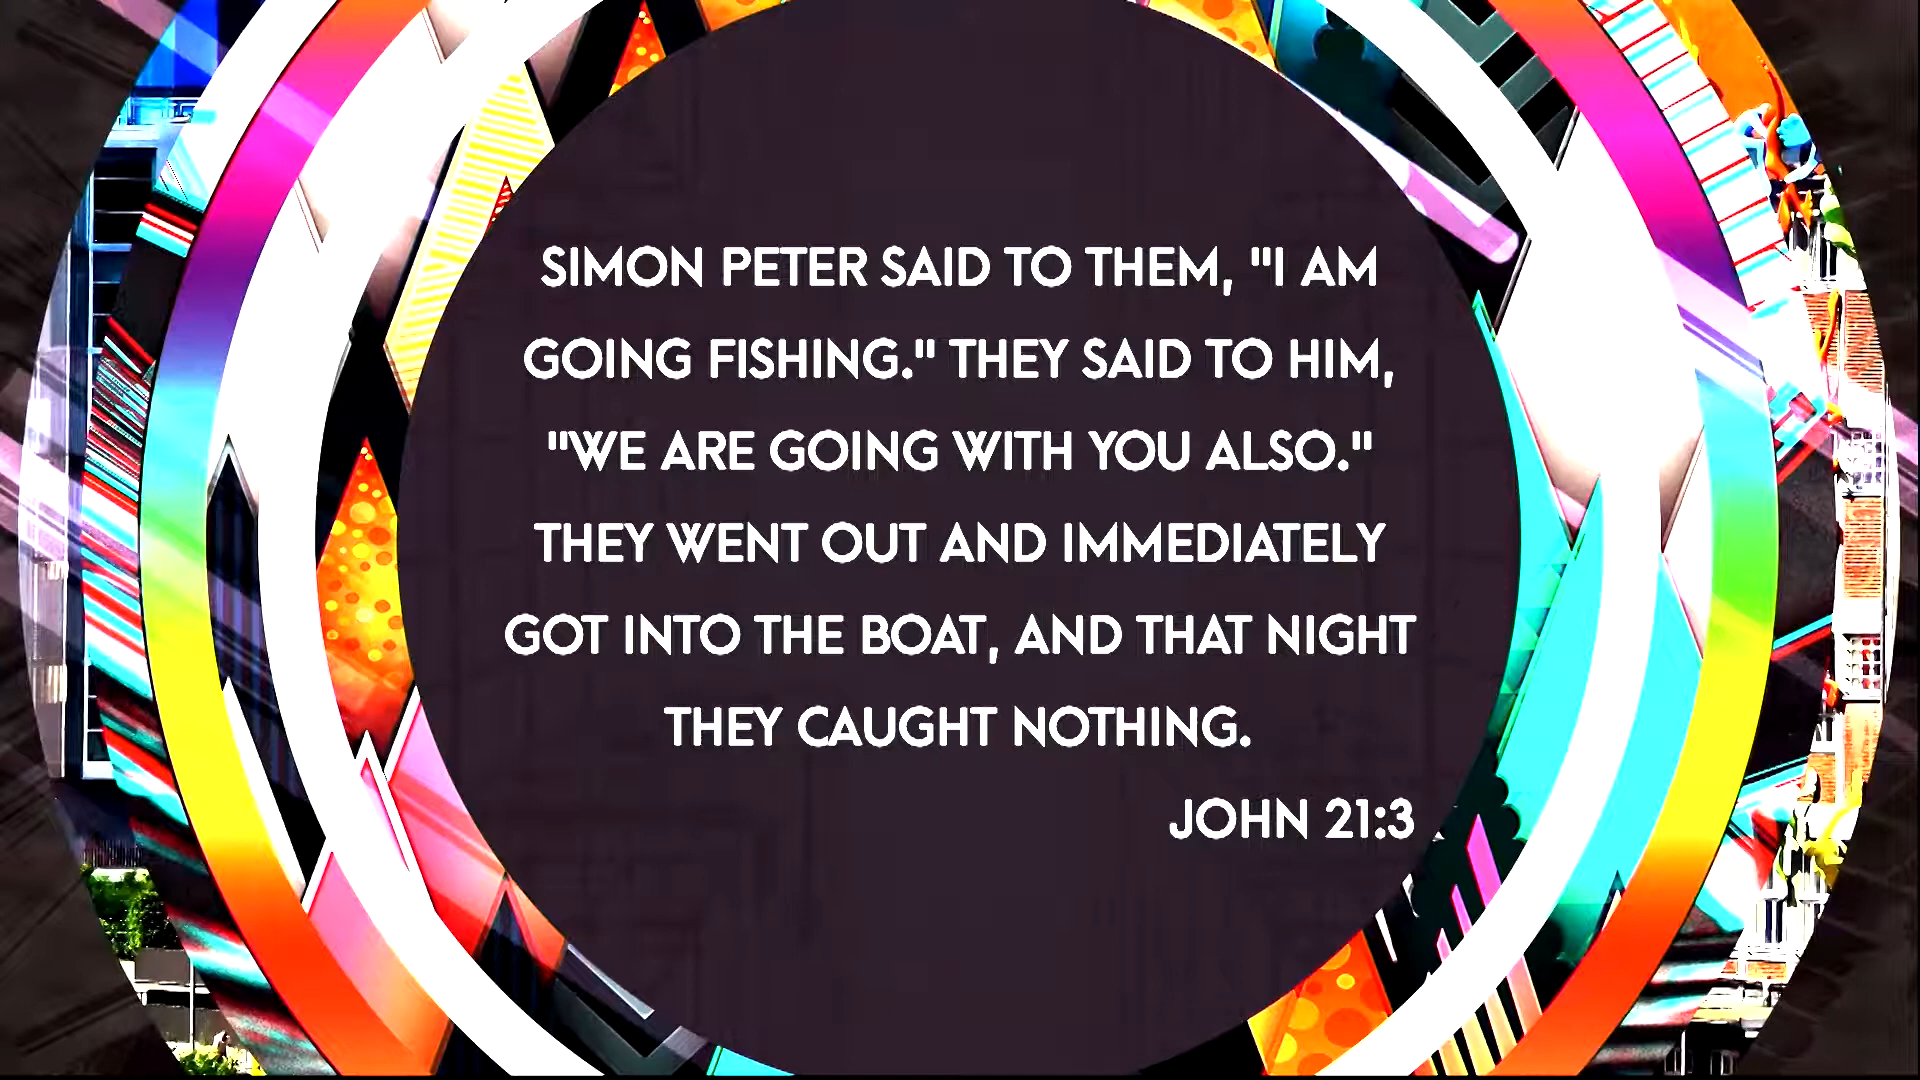 SIMON PETER SAID TO THEM, "I AM
GOING FISHING." THEY SAID TO HIM,
"WE ARE GOING WITH YOU ALSO."
THEY WENT OUT AND IMMEDIATELY
GOT INTO THE BOAT, AND THAT NIGHT
THEY CAUGHT NOTHING.
JOHN 21:3